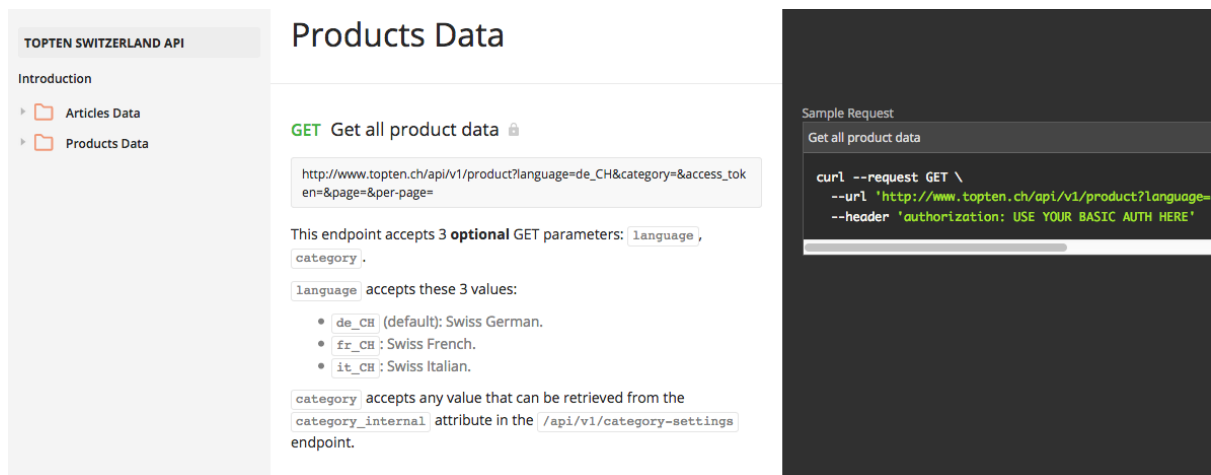 TOPTEN SWITZERLAND API
Introduction
Articles Data
Products Data
Products Data
GET Get all product data
http://www.topten.ch/api/v1/product?language=de_CH&category=&access_tok
en=&page=&per-page=
This endpoint accepts 3 optional GET parameters: language,
category.
language accepts these 3 values:
de_CH (default): Swiss German.
fr_CH: Swiss French.
it_CH: Swiss Italian.
category accepts any value that can be retrieved from the
category_internal attribute in the /api/v1/category-settings
endpoint.
Sample Request
Get all product data
curl --request GET \
--url 'http://www.topten.ch/api/v1/product?language=
--header 'authorization: USE YOUR BASIC AUTH HERE'